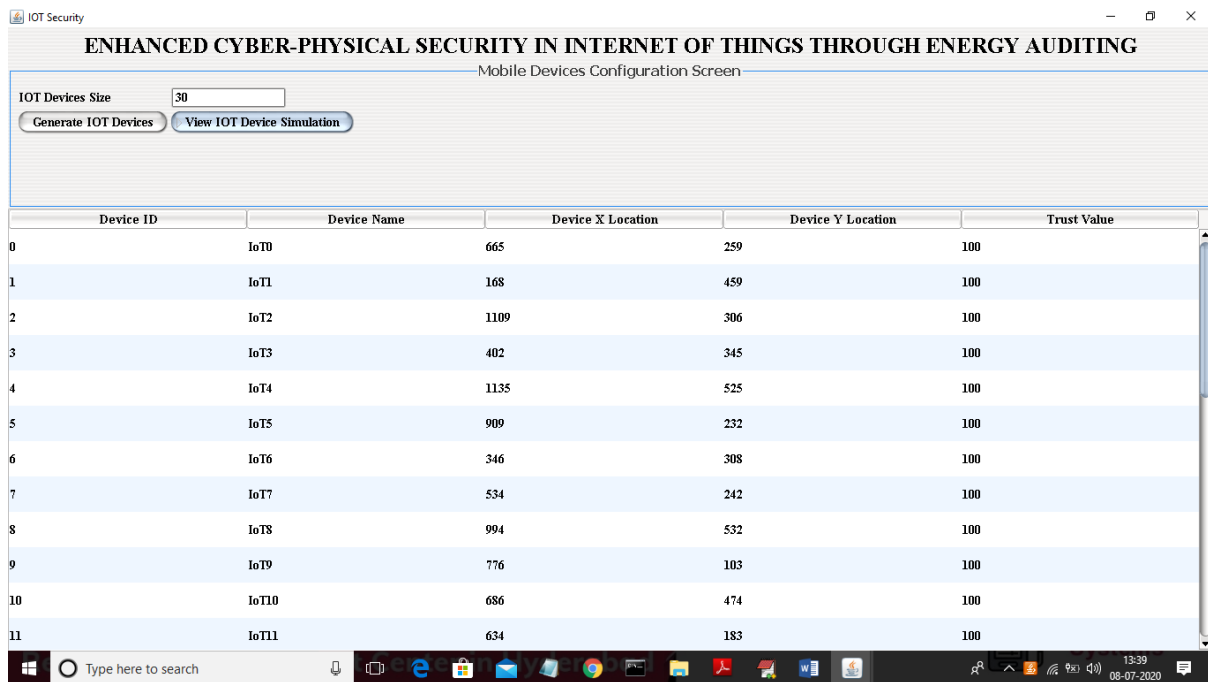 IOT Security
ENHANCED CYBER-PHYSICAL SECURITY IN INTERNET OF THINGS THROUGH ENERGY AUDITING
Mobile Devices Configuration Screen
IOT Devices Size 30
Generate IOT Devices View IOT Device Simulation
Device ID Device Name Device X Location Device Y Location Trust Value
0 IoT0 665 259 100
1 IoT1 168 459 100
2 IoT2 1109 306 100
3 IoT3 402 345 100
4 IoT4 1135 525 100
5 IoT5 909 232 100
6 IoT6 346 308 100
7 IoT7 534 242 100
8 IoT8 994 532 100
9 IoT9 776 103 100
10 IoT10 686 474 100
11 IoT11 634 183 100
Type here to search 13:39
08-07-2020